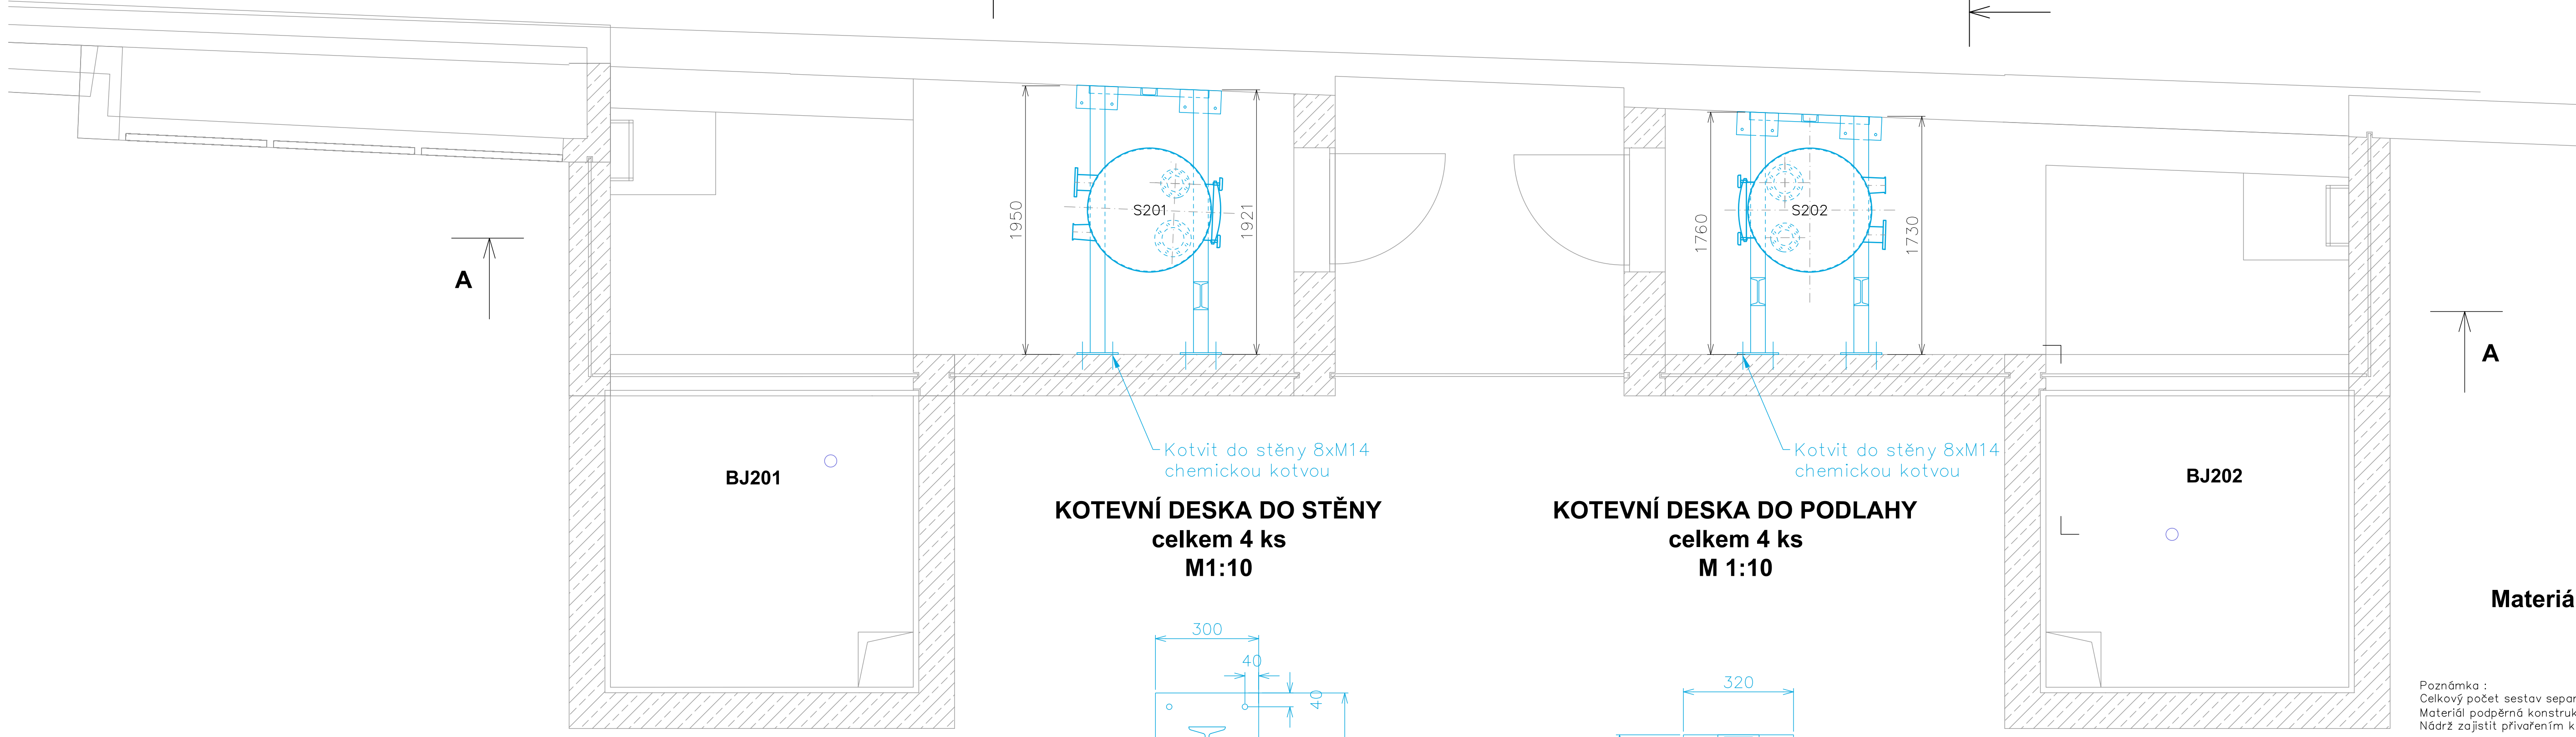 1950
S201
1921
1760
S202
1730
A
A
Kotvit do stěny 8xM14
chemickou kotvou
Kotvit do stěny 8xM14
chemickou kotvou
BJ201
BJ202
KOTEVNÍ DESKA DO STĚNY
celkem 4 ks
M1:10
KOTEVNÍ DESKA DO PODLAHY
celkem 4 ks
M 1:10
300
40
40
320
Materiá
Poznámka :
Celkový počet sestav separ
Materiál podpěrná konstruk
Nádrž zajistit přivařením k